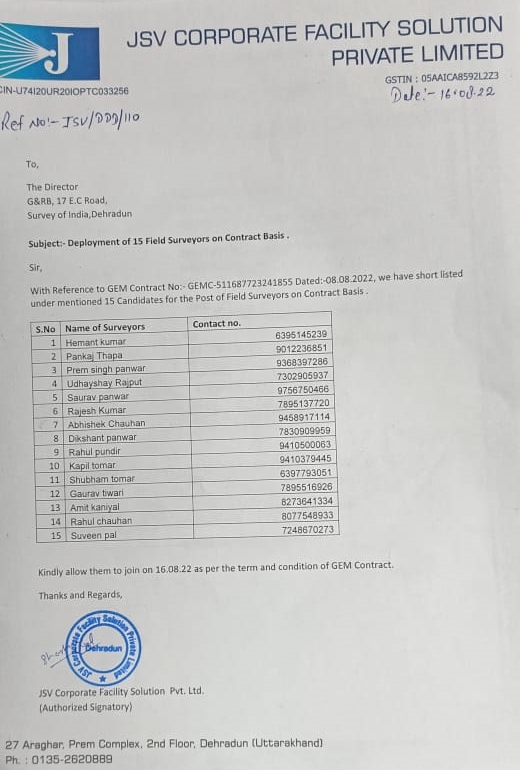 J
JSV CORPORATE FACILITY SOLUTION
PRIVATE LIMITED
GSTIN : 05AAICA8592L2Z3
CIN-U74120UR20IOPTC033256
Date:- 16.08.22
Ref No:- JSV/DDD/110
To,
The Director
G&RB, 17 E.C Road,
Survey of India,Dehradun
Subject:- Deployment of 15 Field Surveyors on Contract Basis .
Sir,
With Reference to GEM Contract No:- GEMC-511687723241855 Dated:-08.08.2022, we have short listed
under mentioned 15 Candidates for the Post of Field Surveyors on Contract Basis .
S.No Name of Surveyors Contact no.
1 Hemant kumar 6395145239
2 Pankaj Thapa 9012236851
3 Prem singh panwar 9368397286
4 Udhayshay Rajput 7302905937
5 Saurav panwar 9756750466
6 Rajesh Kumar 7895137720
7 Abhishek Chauhan 9458917114
8 Dikshant panwar 7830909959
9 Rahul pundir 9410500063
10 Kapil tomar 9410379445
11 Shubham tomar 6397793051
12 Gaurav tiwari 7895516926
13 Amit kaniyal 8273641334
14 Rahul chauhan 8077548933
15 Suveen pal 7248670273
Kindly allow them to join on 16.08.22 as per the term and condition of GEM Contract.
Thanks and Regards,
JSV Corporate Facility Solution Private Limited
Dehradun
JSV Corporate Facility Solution Pvt. Ltd.
(Authorized Signatory)
27 Araghar, Prem Complex, 2nd Floor, Dehradun (Uttarakhand)
Ph. : 0135-2620889